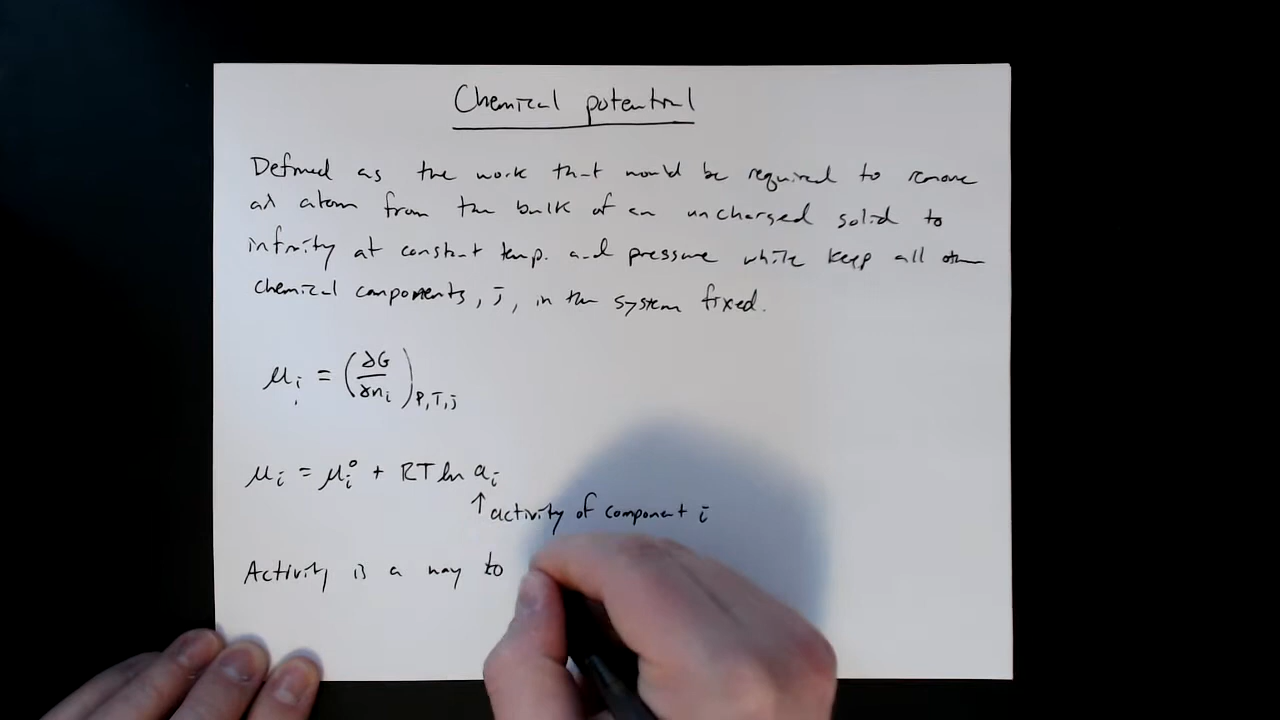 Chemical potential
Defined as the work that would be required to remove
an atom from the bulk of an uncharged solid to
infinity at constant temp. and pressure while keep all other
chemical components, j, in the system fixed.
μᵢ = (∂G/∂nᵢ)P,T,j
μᵢ = μᵢ° + RT ln aᵢ
↑ activity of component i
Activity is a way to